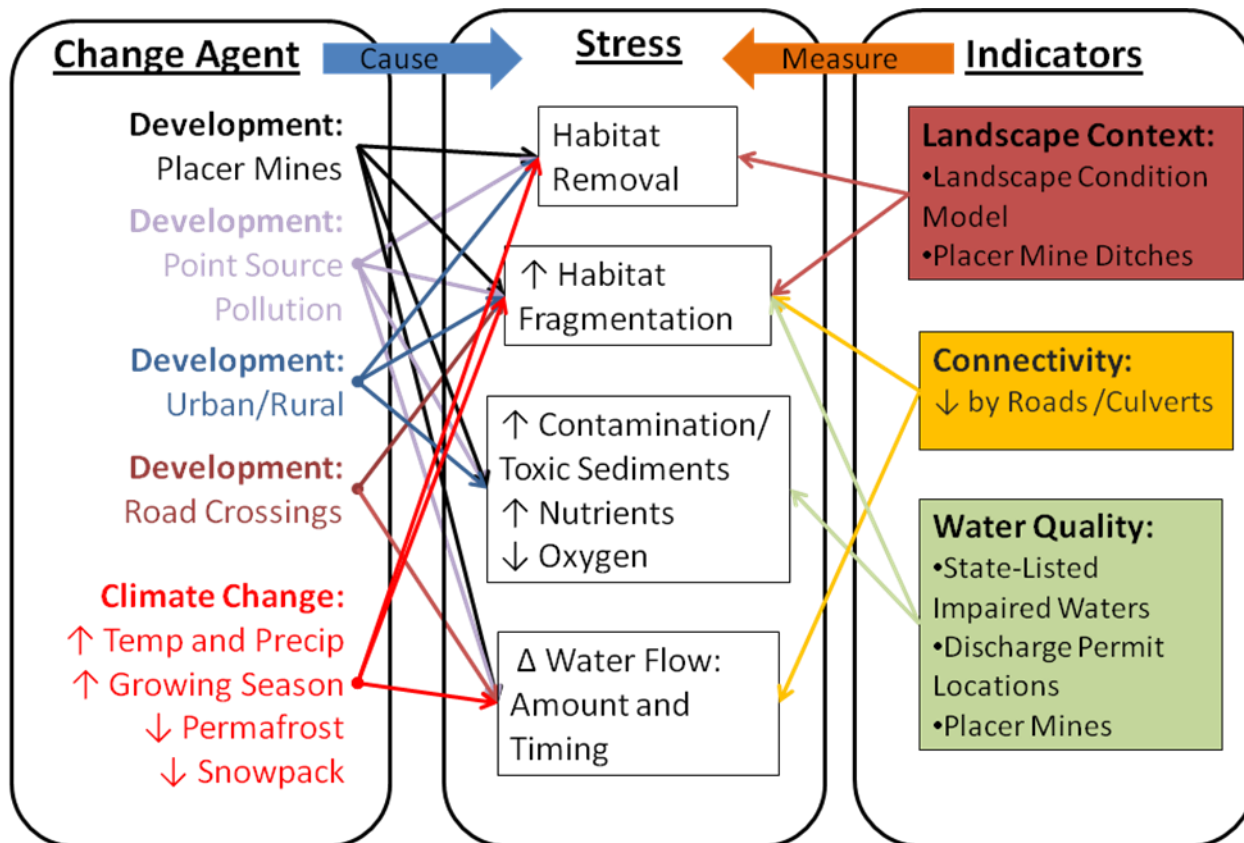 Change Agent
Cause
Stress
Measure
Indicators
Development:
Placer Mines
Development:
Point Source
Pollution
Development:
Urban/Rural
Development:
Road Crossings
Climate Change:
↑ Temp and Precip
↑ Growing Season
↓ Permafrost
↓ Snowpack
Habitat
Removal
↑ Habitat
Fragmentation
↑ Contamination/
Toxic Sediments
↑ Nutrients
↓ Oxygen
Δ Water Flow:
Amount and
Timing
Landscape Context:
•Landscape Condition
Model
•Placer Mine Ditches
Connectivity:
↓ by Roads /Culverts
Water Quality:
•State-Listed
Impaired Waters
•Discharge Permit
Locations
•Placer Mines